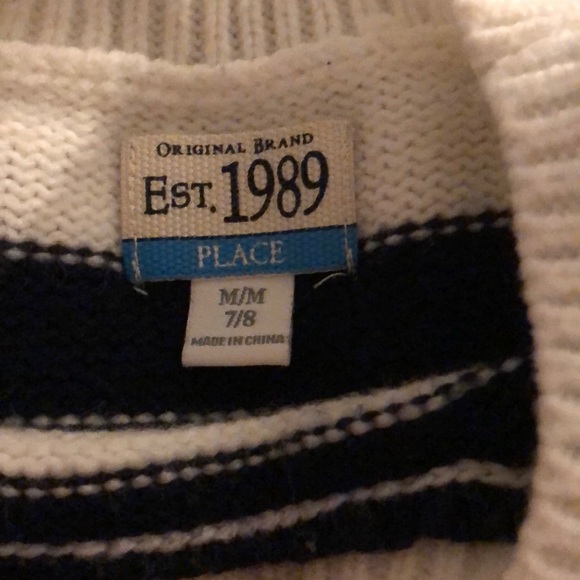 ORIGINAL BRAND
EST. 1989
PLACE
M/M
7/8
MADE IN CHINA